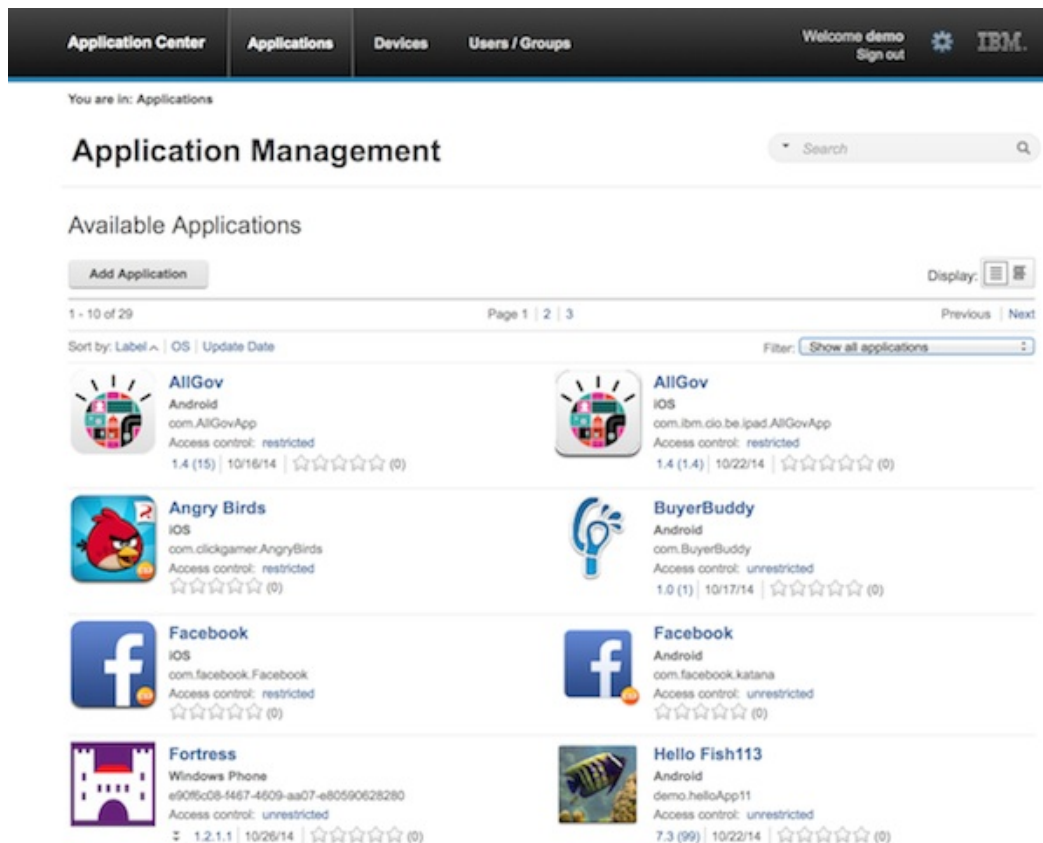 Application Center Applications Devices Users / Groups Welcome demo IBM.
Sign out
You are in: Applications
Application Management
Search
Available Applications
Add Application
Display:
1 - 10 of 29 Page 1 | 2 | 3 Previous | Next
Sort by: Label | OS | Update Date Filter: Show all applications
AllGov
Android
com.AllGovApp
Access control: restricted
1.4 (15) | 10/16/14 | (0)
AllGov
iOS
com.ibm.cio.be.ipad.AllGovApp
Access control: restricted
1.4 (1.4) | 10/22/14 | (0)
Angry Birds
iOS
com.clickgamer.AngryBirds
Access control: restricted
(0)
BuyerBuddy
Android
com.BuyerBuddy
Access control: unrestricted
1.0 (1) | 10/17/14 | (0)
Facebook
iOS
com.facebook.Facebook
Access control: restricted
(0)
Facebook
Android
com.facebook.katana
Access control: unrestricted
(0)
Fortress
Windows Phone
e90f6c08-f467-4609-aa07-e80590628280
Access control: unrestricted
1.2.1.1 | 10/26/14 | (0)
Hello Fish113
Android
demo.helloApp11
Access control: unrestricted
7.3 (99) | 10/22/14 | (0)